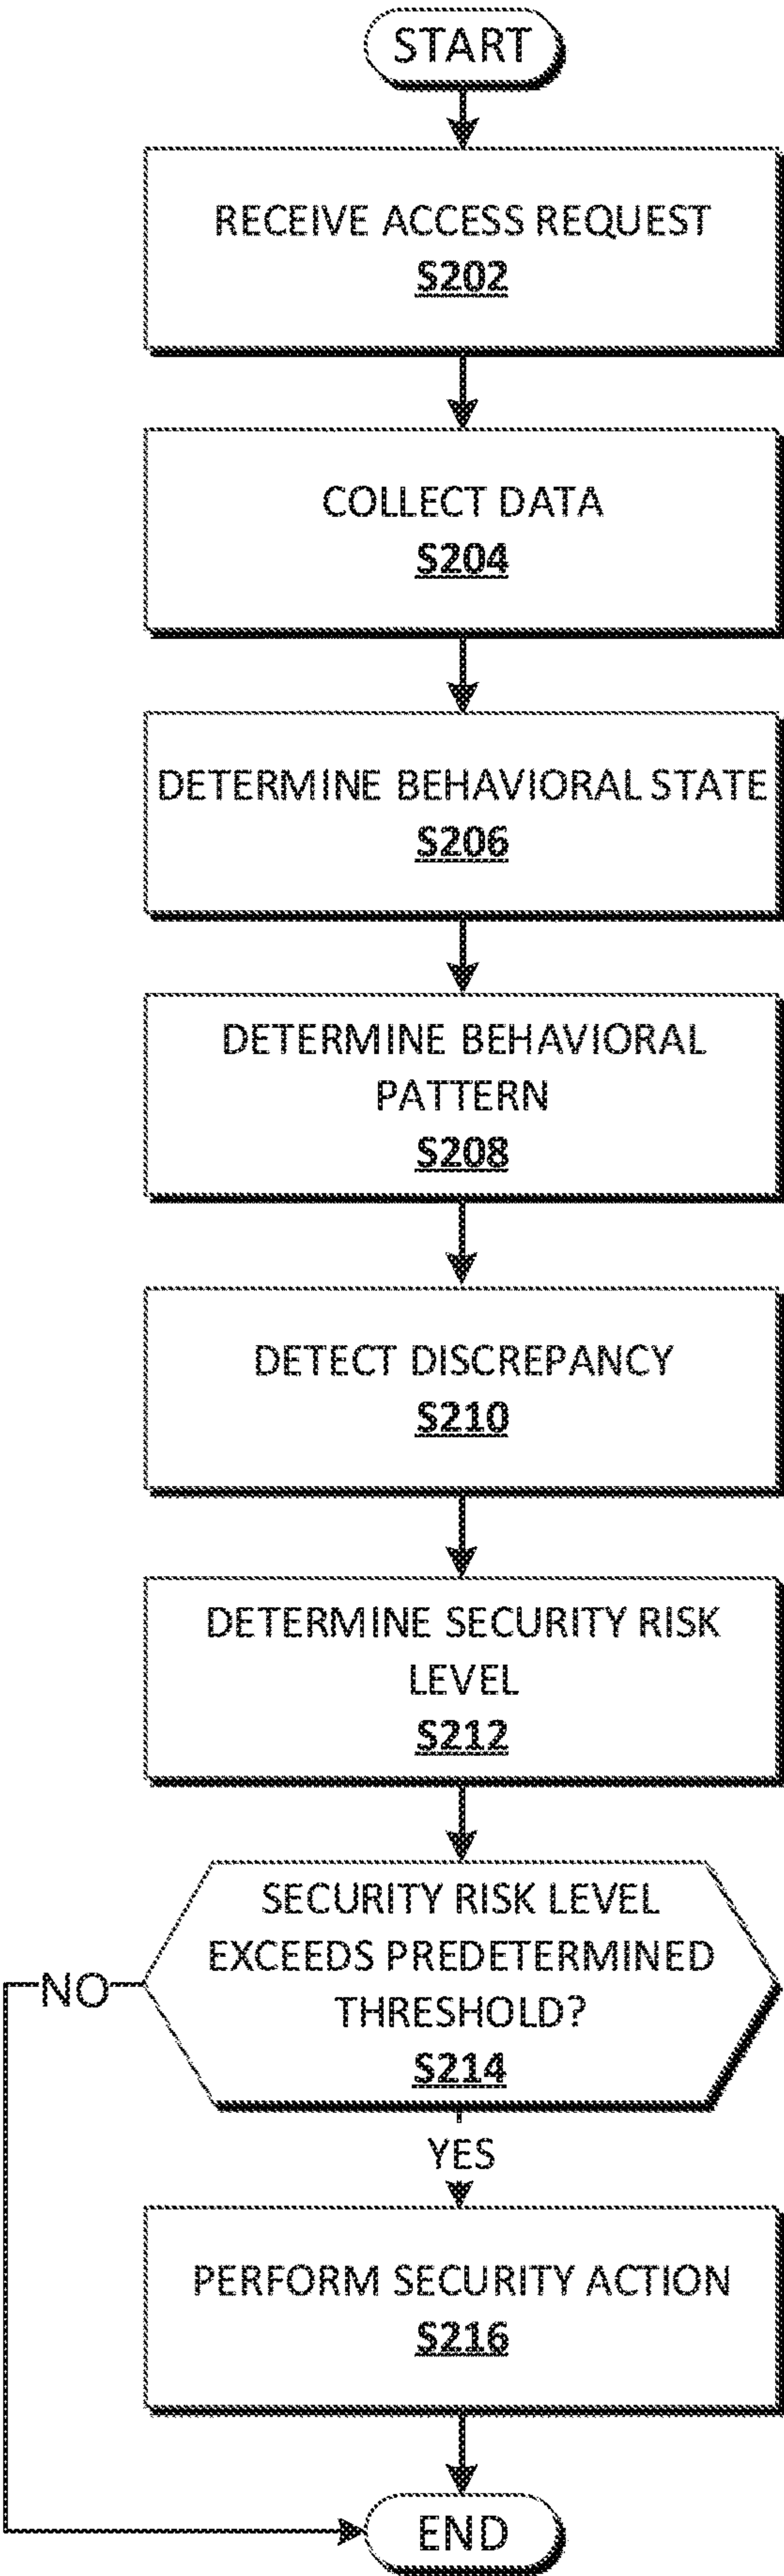 START
RECEIVE ACCESS REQUEST
S202
COLLECT DATA
S204
DETERMINE BEHAVIORAL STATE
S206
DETERMINE BEHAVIORAL
PATTERN
S208
DETECT DISCREPANCY
S210
DETERMINE SECURITY RISK
LEVEL
S212
SECURITY RISK LEVEL
EXCEEDS PREDETERMINED
THRESHOLD?
S214
NO
YES
PERFORM SECURITY ACTION
S216
END